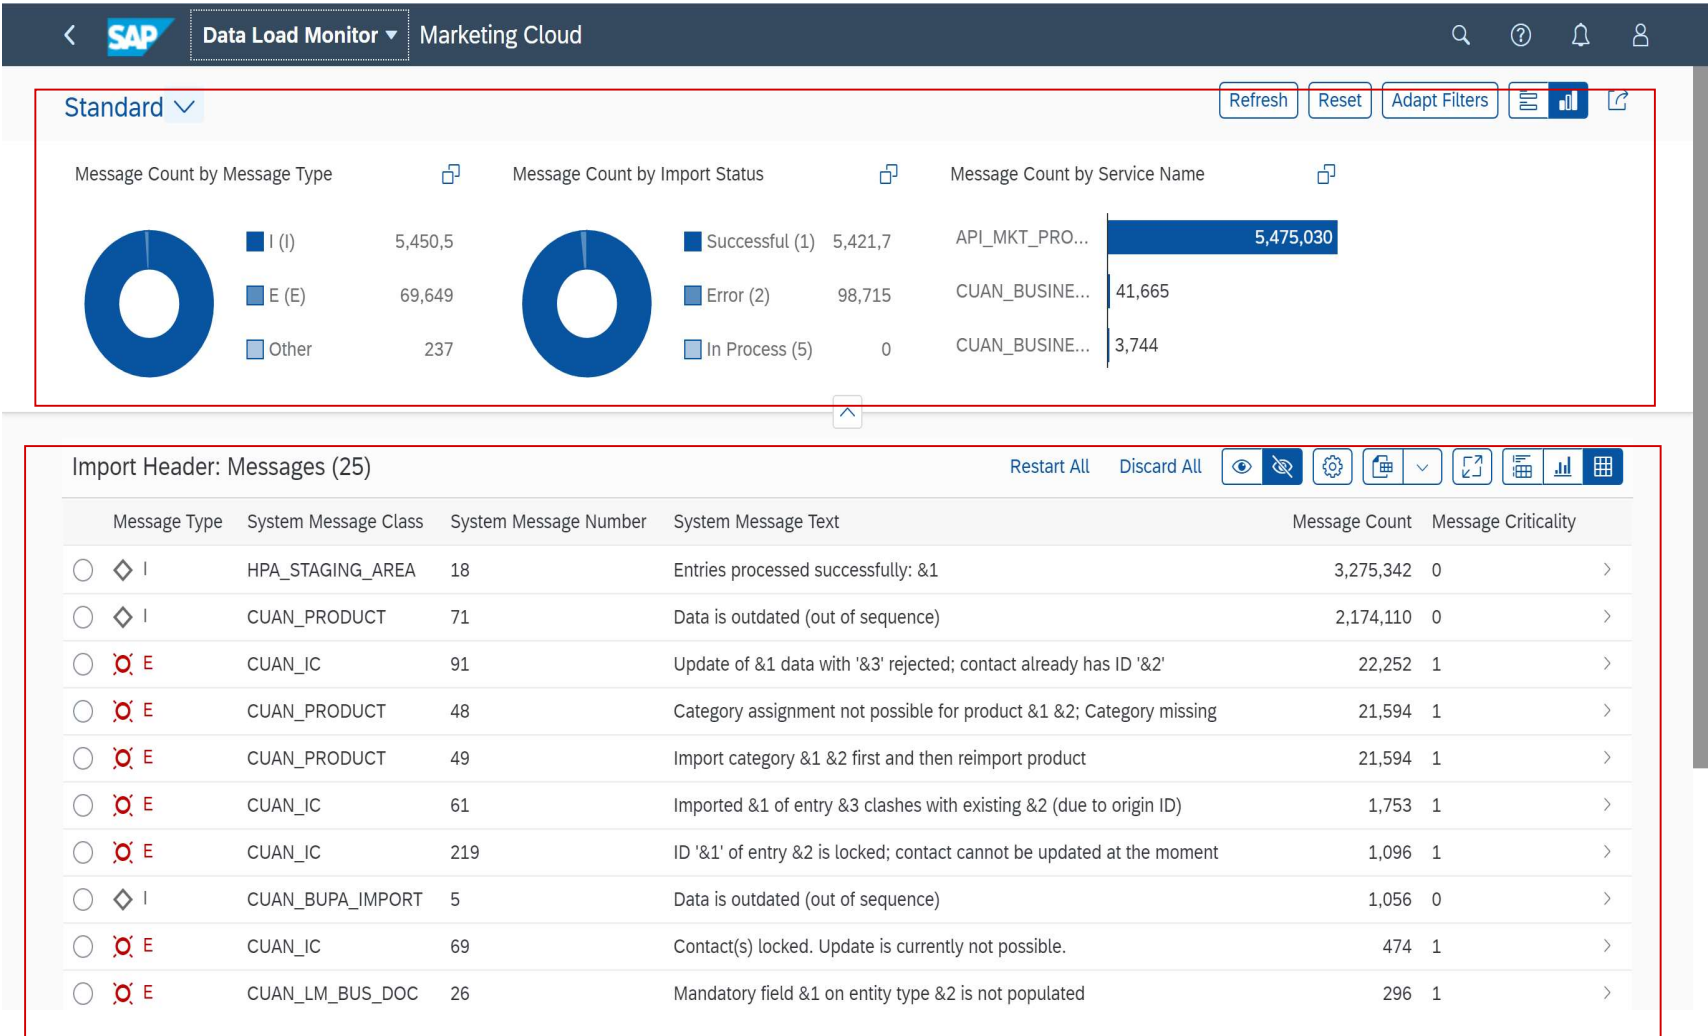 SAP Data Load Monitor Marketing Cloud
Standard Refresh Reset Adapt Filters
Message Count by Message Type
I (I) 5,450,5
E (E) 69,649
Other 237
Message Count by Import Status
Successful (1) 5,421,7
Error (2) 98,715
In Process (5) 0
Message Count by Service Name
API_MKT_PRO... 5,475,030
CUAN_BUSINE... 41,665
CUAN_BUSINE... 3,744
Import Header: Messages (25) Restart All Discard All
Message Type System Message Class System Message Number System Message Text Message Count Message Criticality
I HPA_STAGING_AREA 18 Entries processed successfully: &1 3,275,342 0
I CUAN_PRODUCT 71 Data is outdated (out of sequence) 2,174,110 0
E CUAN_IC 91 Update of &1 data with '&3' rejected; contact already has ID '&2' 22,252 1
E CUAN_PRODUCT 48 Category assignment not possible for product &1 &2; Category missing 21,594 1
E CUAN_PRODUCT 49 Import category &1 &2 first and then reimport product 21,594 1
E CUAN_IC 61 Imported &1 of entry &3 clashes with existing &2 (due to origin ID) 1,753 1
E CUAN_IC 219 ID '&1' of entry &2 is locked; contact cannot be updated at the moment 1,096 1
I CUAN_BUPA_IMPORT 5 Data is outdated (out of sequence) 1,056 0
E CUAN_IC 69 Contact(s) locked. Update is currently not possible. 474 1
E CUAN_LM_BUS_DOC 26 Mandatory field &1 on entity type &2 is not populated 296 1